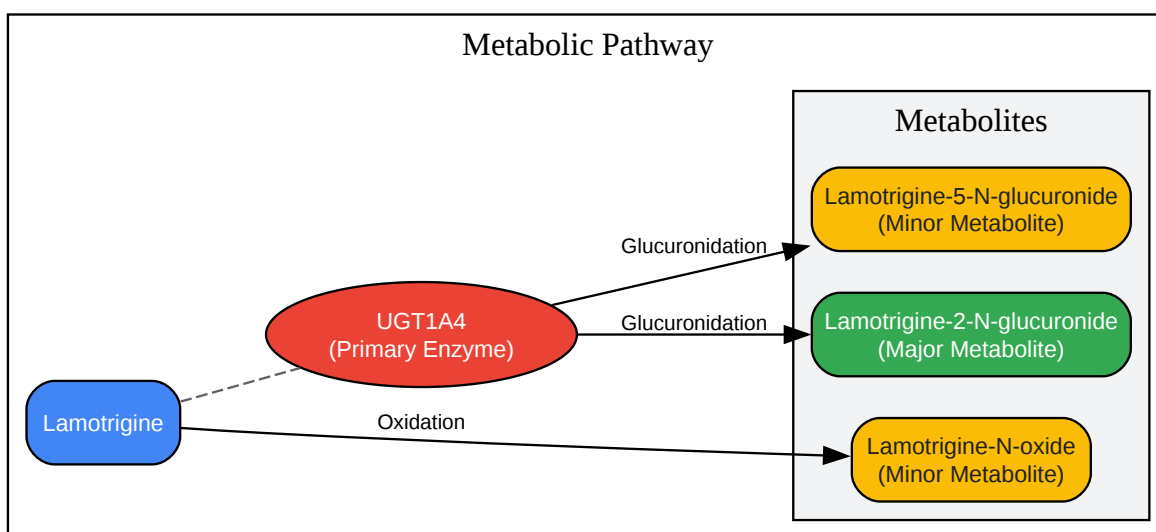 Metabolic Pathway
Metabolites
Lamotrigine-5-N-glucuronide
(Minor Metabolite)
Glucuronidation
UGT1A4
(Primary Enzyme)
Glucuronidation
Lamotrigine-2-N-glucuronide
(Major Metabolite)
Lamotrigine
Oxidation
Lamotrigine-N-oxide
(Minor Metabolite)